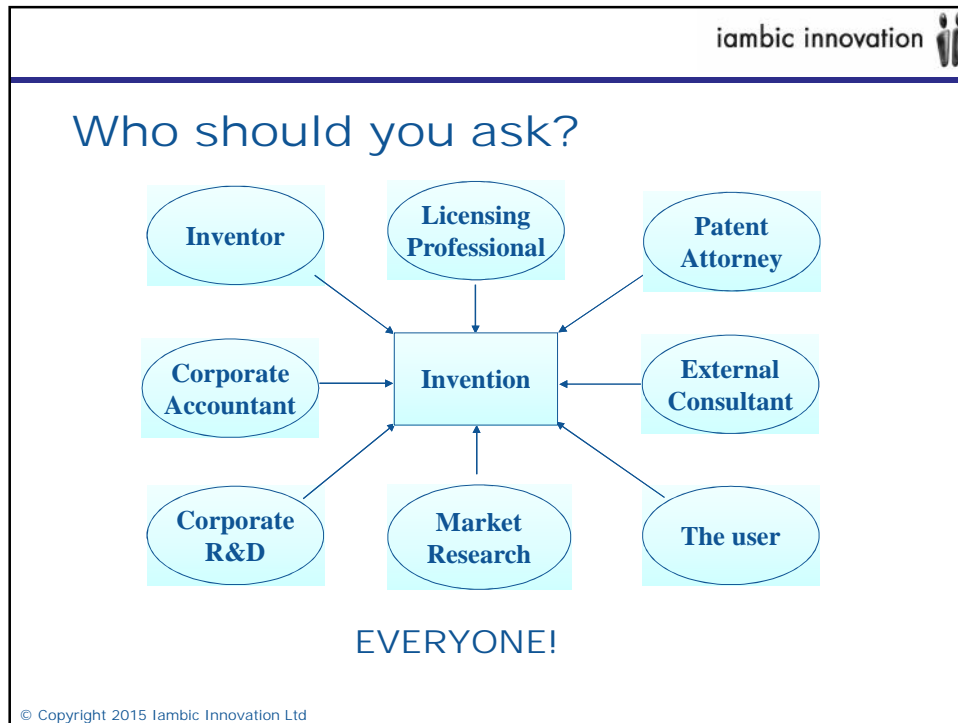 iambic innovation
Who should you ask?
Inventor
Licensing
Professional
Patent
Attorney
Corporate
Accountant
Invention
External
Consultant
Corporate
R&D
Market
Research
The user
EVERYONE!
© Copyright 2015 Iambic Innovation Ltd